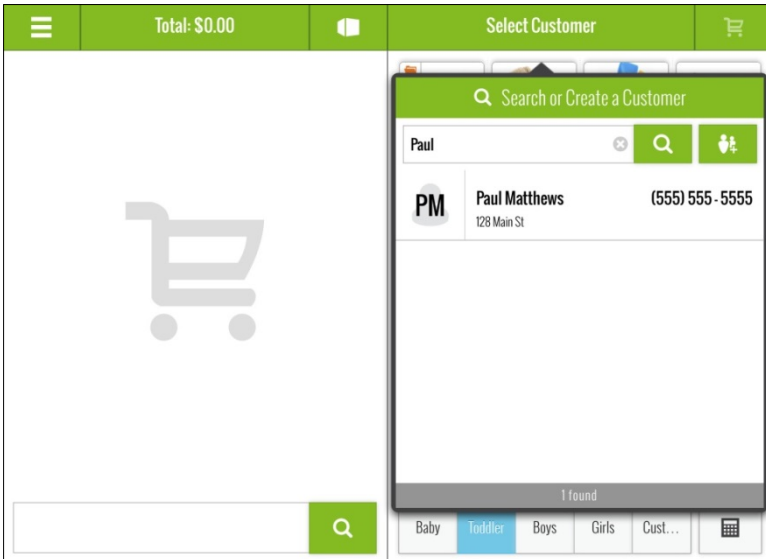 Total: $0.00
Select Customer
Search or Create a Customer
Paul
PM
Paul Matthews
(555) 555 - 5555
128 Main St
1 found
Baby
Toddler
Boys
Girls
Cust...